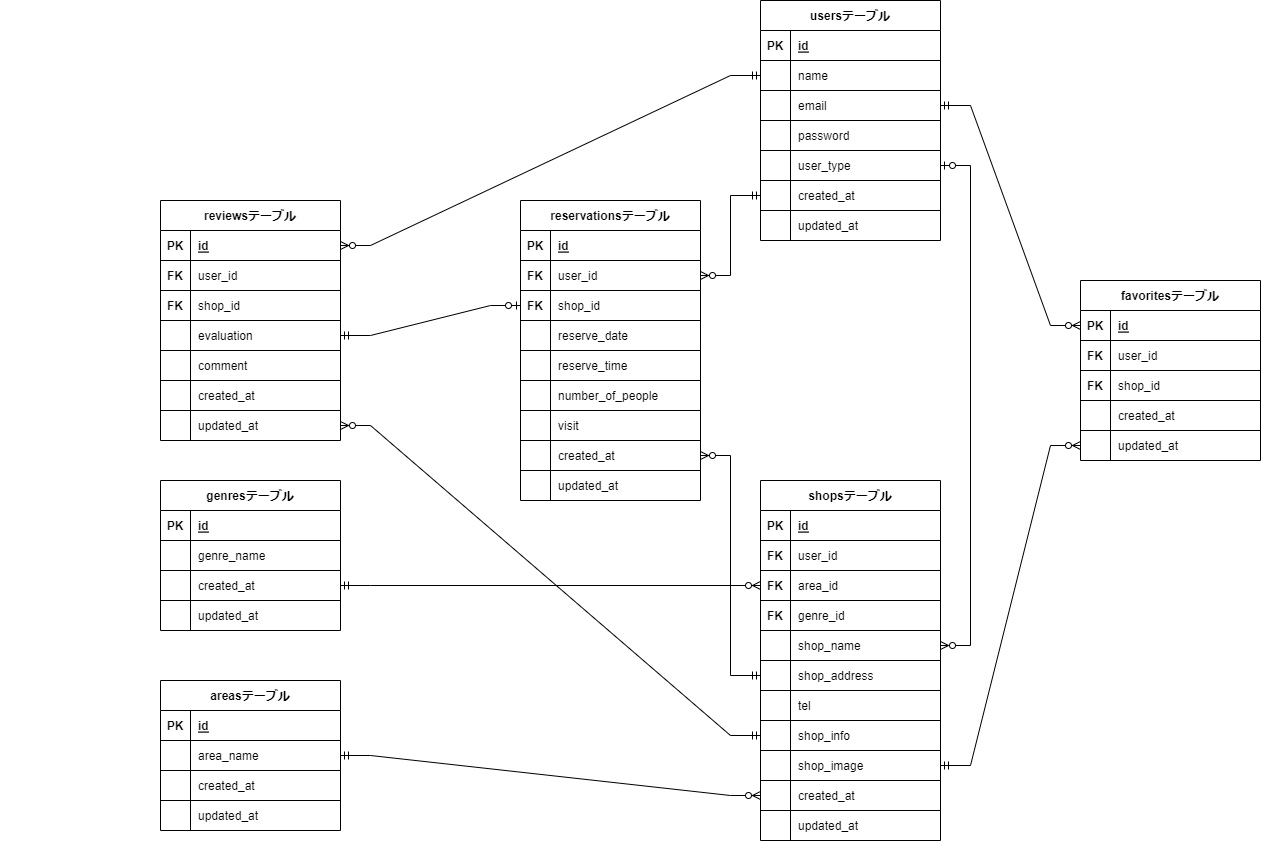 usersテーブル
PK id
name
email
password
user_type
created_at
updated_at
reviewsテーブル
PK id
FK user_id
FK shop_id
evaluation
comment
created_at
updated_at
reservationsテーブル
PK id
FK user_id
FK shop_id
reserve_date
reserve_time
number_of_people
visit
created_at
updated_at
favoritesテーブル
PK id
FK user_id
FK shop_id
created_at
updated_at
genresテーブル
PK id
genre_name
created_at
updated_at
shopsテーブル
PK id
FK user_id
FK area_id
FK genre_id
shop_name
shop_address
tel
shop_info
shop_image
created_at
updated_at
areasテーブル
PK id
area_name
created_at
updated_at